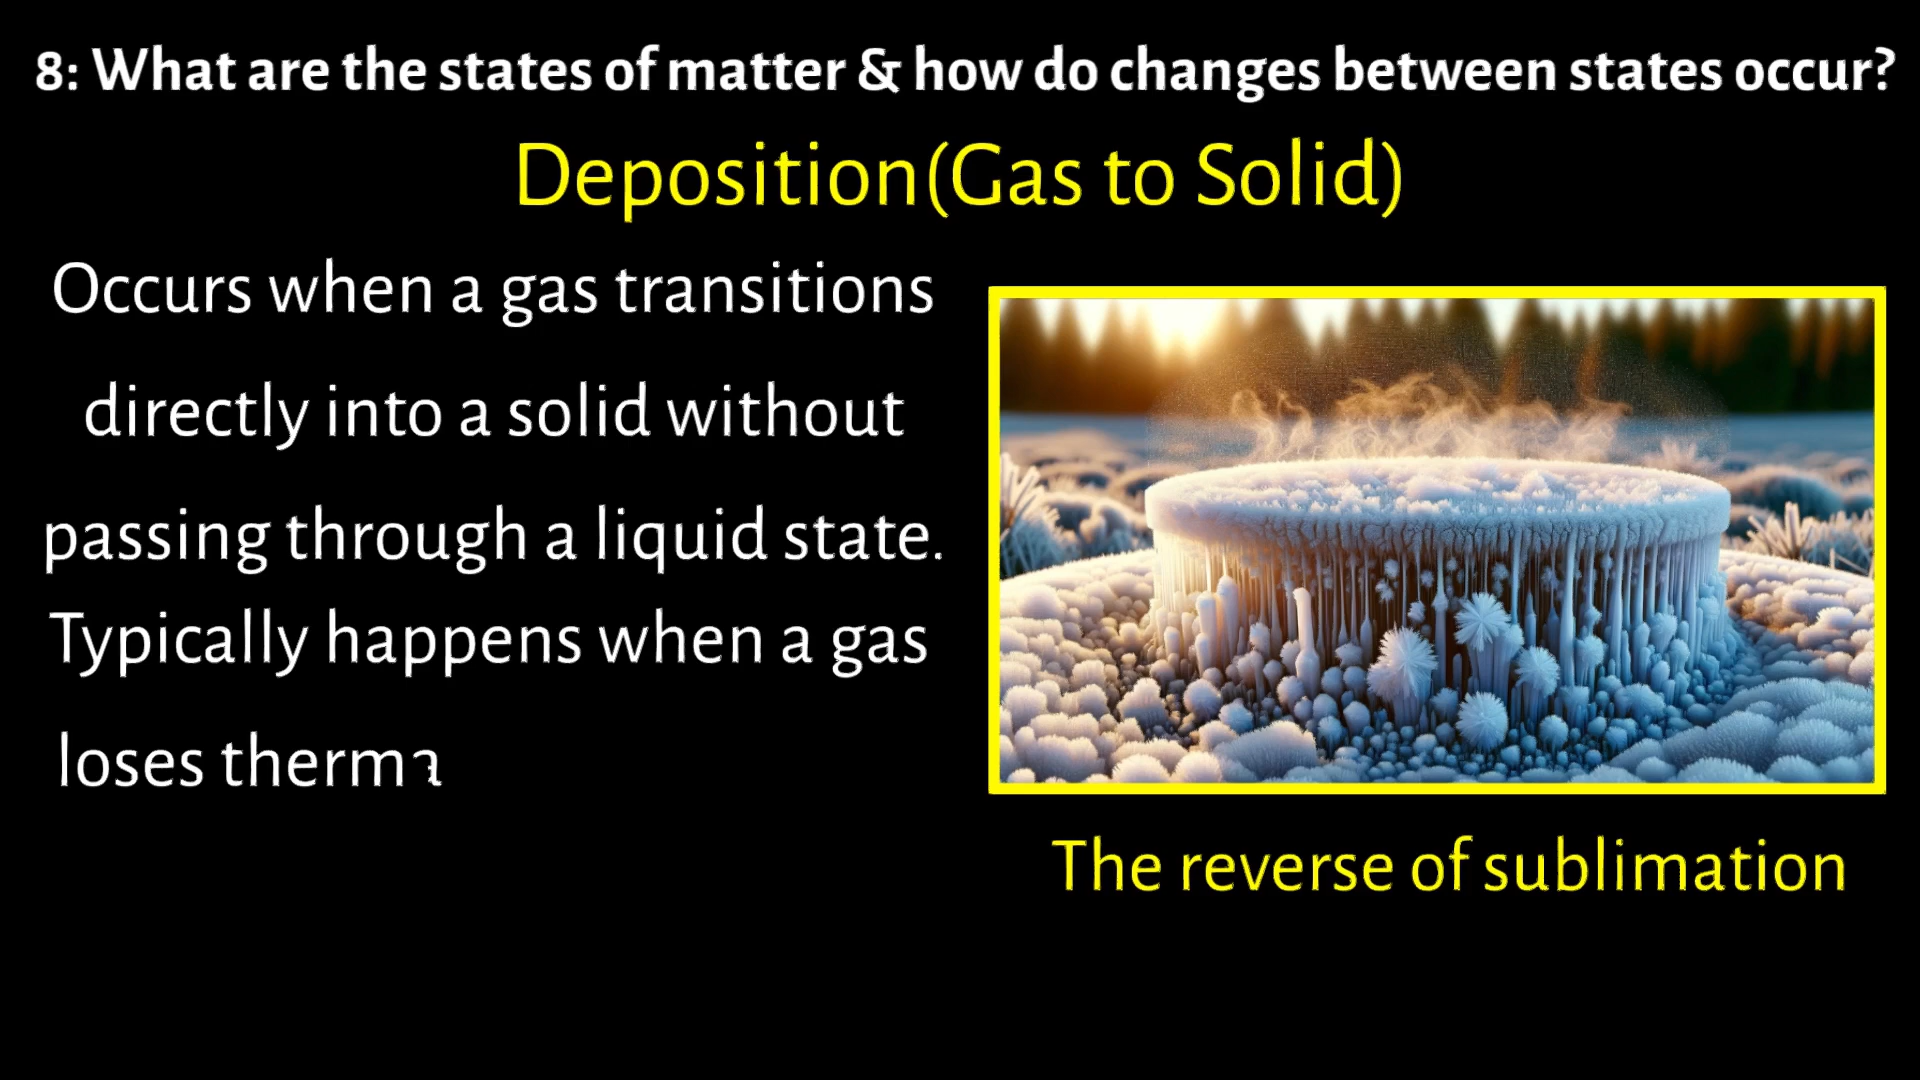 8: What are the states of matter & how do changes between states occur?
Deposition(Gas to Solid)
Occurs when a gas transitions
directly into a solid without
passing through a liquid state.
Typically happens when a gas
loses
The reverse of sublimation